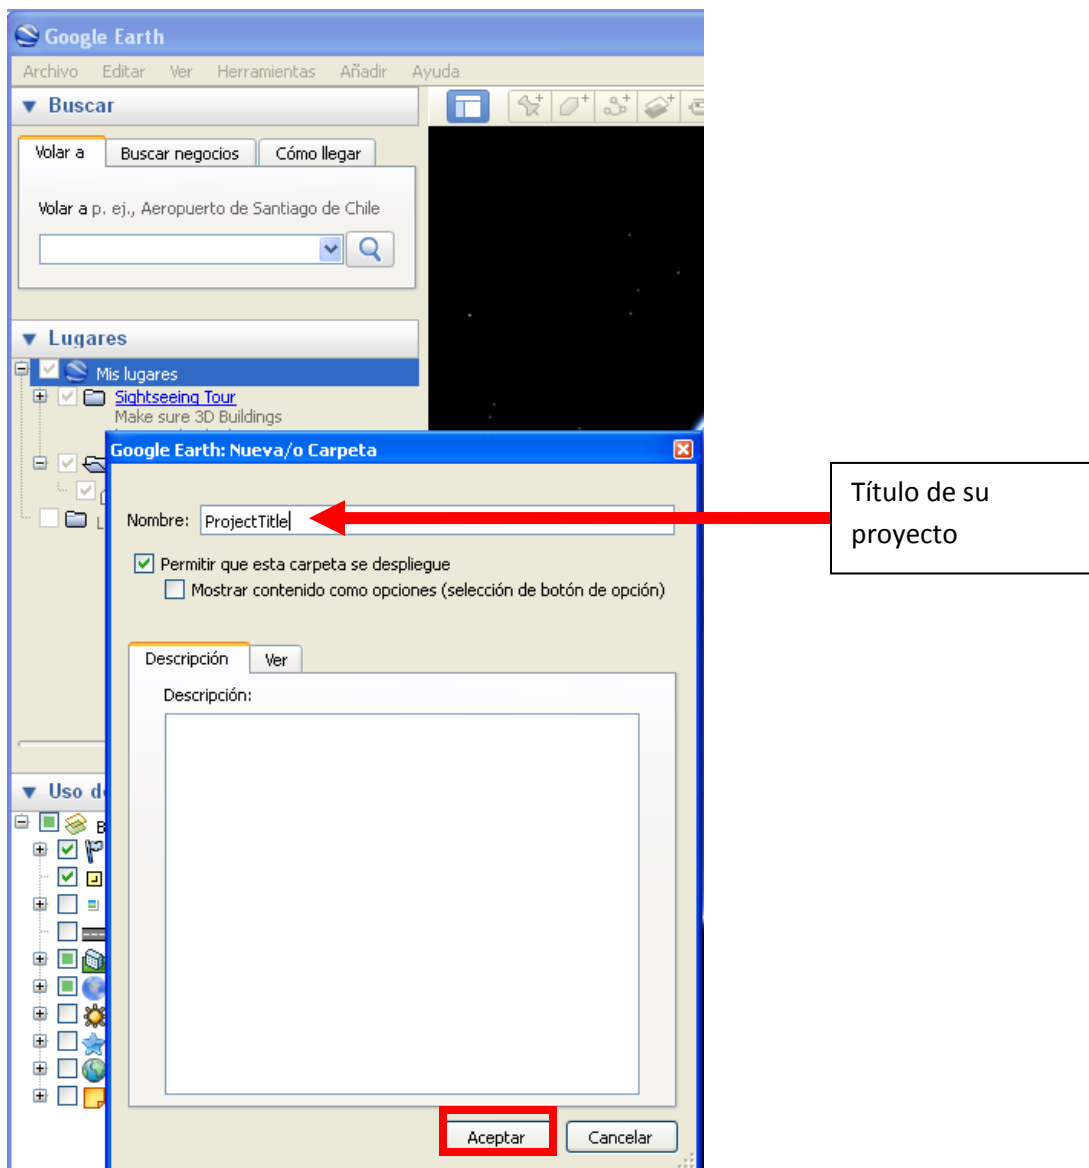 Google Earth
Archivo Editar Ver Herramientas Añadir Ayuda
Buscar
Volar a Buscar negocios Cómo llegar
Volar a p. ej., Aeropuerto de Santiago de Chile
Lugares
Mis lugares
Sightseeing Tour
Make sure 3D Buildings
Google Earth: Nueva/o Carpeta
Nombre: ProjectTitle
Título de su
proyecto
Permitir que esta carpeta se despliegue
Mostrar contenido como opciones (selección de botón de opción)
Descripción Ver
Descripción:
Uso d
B
Aceptar Cancelar